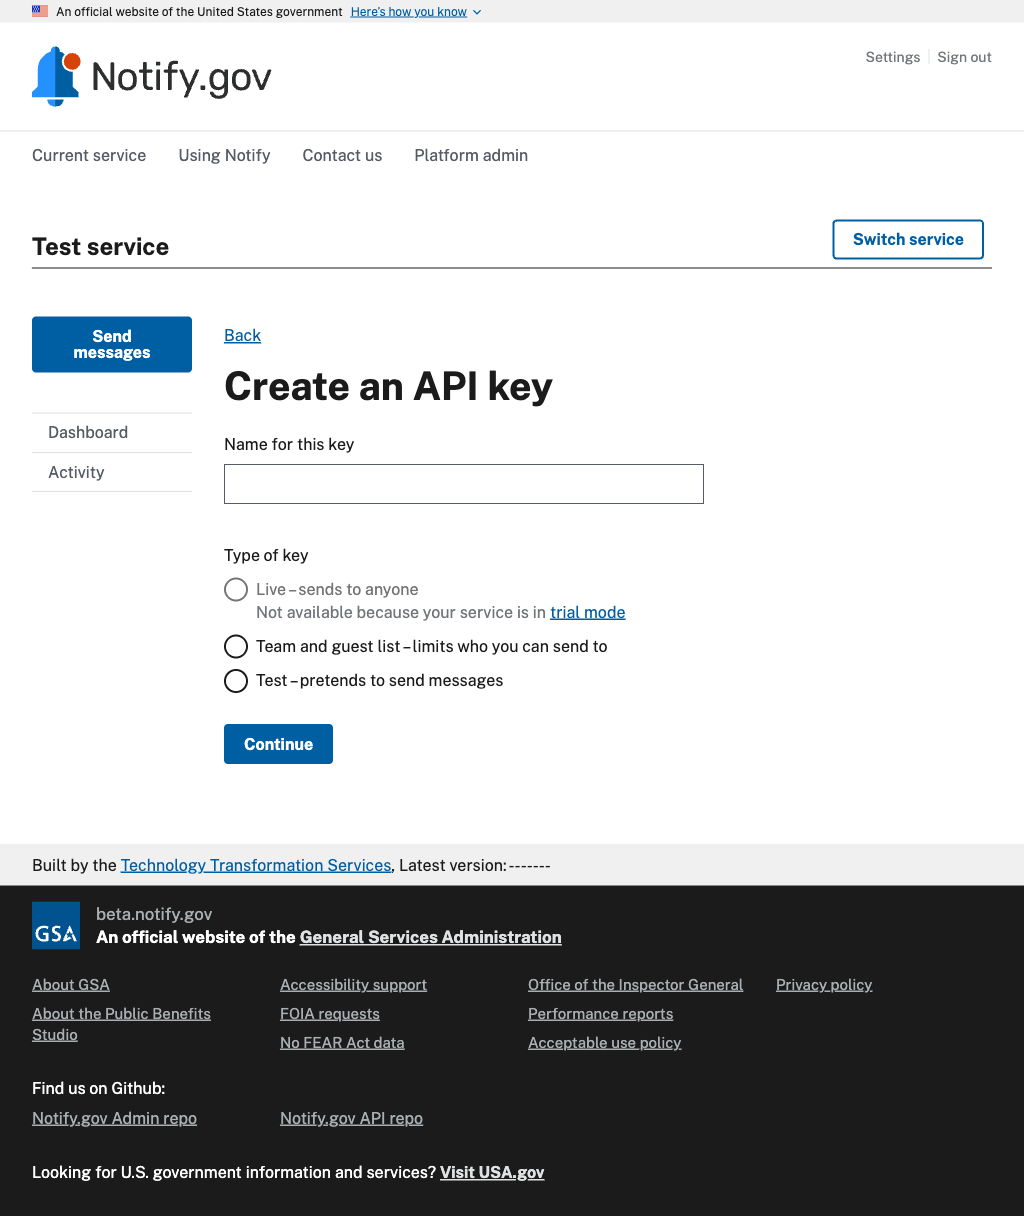 An official website of the United States government Here's how you know
Notify.gov
Settings Sign out
Current service Using Notify Contact us Platform admin
Test service
Switch service
Send
messages
Dashboard
Activity
Back
Create an API key
Name for this key
Type of key
Live – sends to anyone
Not available because your service is in trial mode
Team and guest list – limits who you can send to
Test – pretends to send messages
Continue
Built by the Technology Transformation Services, Latest version: -------
GSA
beta.notify.gov
An official website of the General Services Administration
About GSA
About the Public Benefits
Studio
Accessibility support
FOIA requests
No FEAR Act data
Office of the Inspector General
Performance reports
Acceptable use policy
Privacy policy
Find us on Github:
Notify.gov Admin repo
Notify.gov API repo
Looking for U.S. government information and services? Visit USA.gov